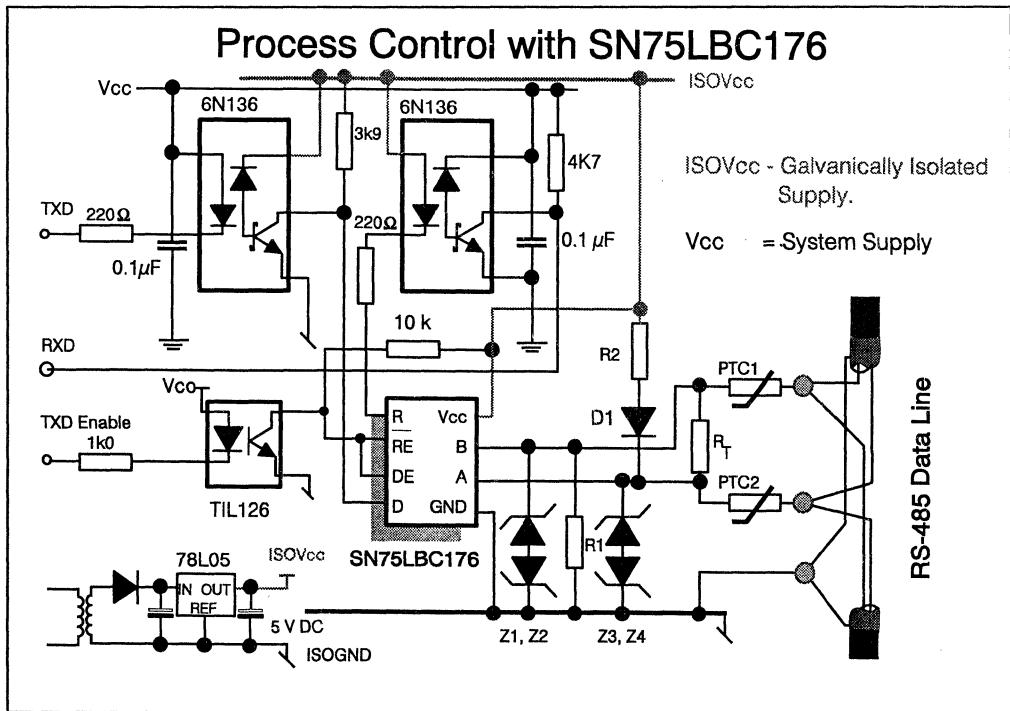 Process Control with SN75LBC176
Vcc
ISOVcc
6N136
6N136
3k9
4K7
ISOVcc - Galvanically Isolated
Supply.
Vcc = System Supply
TXD
220Ω
0.1µF
220Ω
0.1 µF
10 k
RXD
R2
PTC1
Vcc
TXD Enable
1k0
D1
R Vcc
RE B
DE A
D GND
RT
PTC2
TIL126
SN75LBC176
R1
RS-485 Data Line
78L05
ISOVcc
IN OUT
REF
5 V DC
ISOGND
Z1, Z2
Z3, Z4